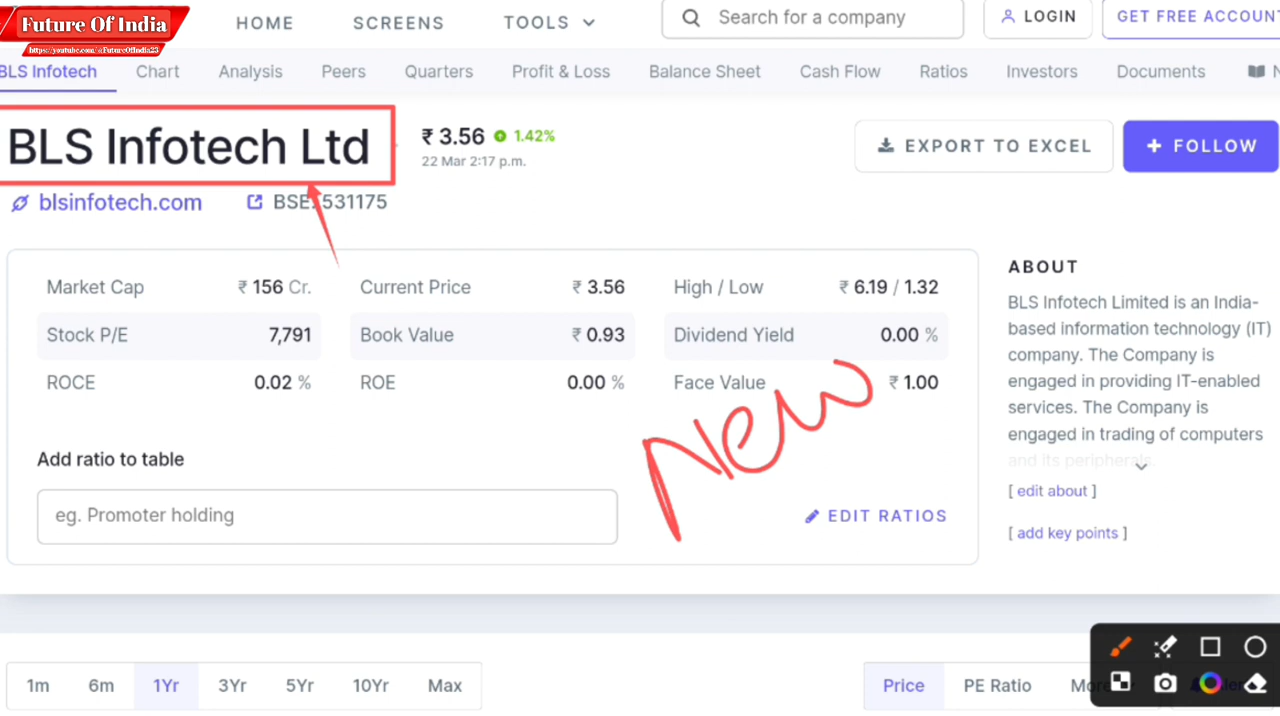 Future Of India
https://youtube.com/@FutureOfIndia23
HOME SCREENS TOOLS
Search for a company
LOGIN
GET FREE ACCOUNT
BLS Infotech Chart Analysis Peers Quarters Profit & Loss Balance Sheet Cash Flow Ratios Investors Documents N
BLS Infotech Ltd
₹ 3.56 1.42%
22 Mar 2:17 p.m.
EXPORT TO EXCEL
+ FOLLOW
blsinfotech.com
BSE: 531175
Market Cap ₹ 156 Cr.
Current Price ₹ 3.56
High / Low ₹ 6.19 / 1.32
Stock P/E 7,791
Book Value ₹ 0.93
Dividend Yield 0.00 %
ROCE 0.02 %
ROE 0.00 %
Face Value ₹ 1.00
New
Add ratio to table
eg. Promoter holding
EDIT RATIOS
ABOUT
BLS Infotech Limited is an India-
based information technology (IT)
company. The Company is
engaged in providing IT-enabled
services. The Company is
engaged in trading of computers
and its peripherals.
[ edit about ]
[ add key points ]
1m 6m 1Yr 3Yr 5Yr 10Yr Max
Price PE Ratio